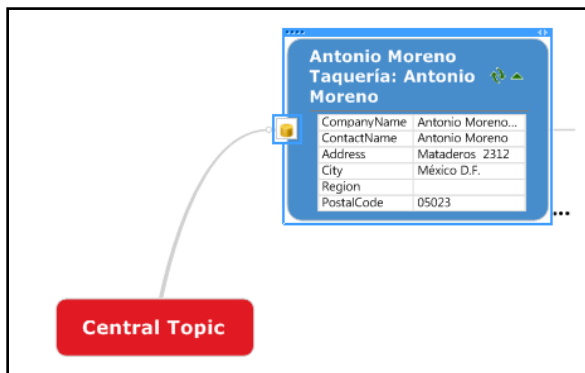 Antonio Moreno
Taquería: Antonio
Moreno
CompanyName Antonio Moreno...
ContactName Antonio Moreno
Address Mataderos 2312
City México D.F.
Region
PostalCode 05023
...
Central Topic